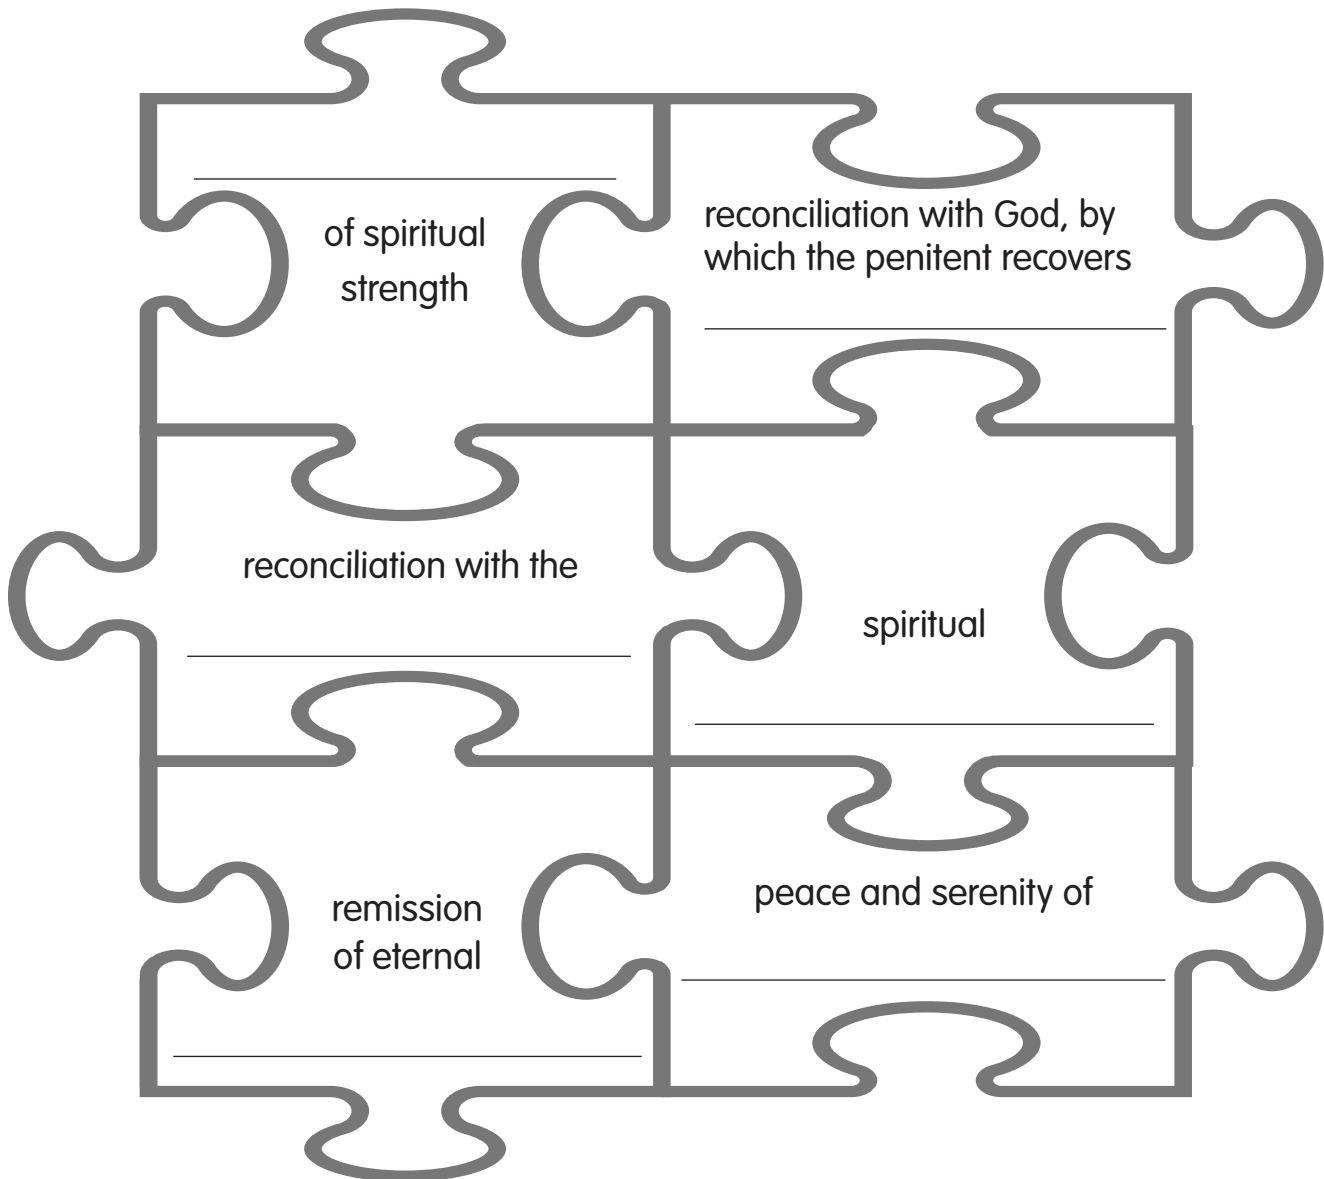 of spiritual
strength
reconciliation with God, by
which the penitent recovers
reconciliation with the
spiritual
remission
of eternal
peace and serenity of